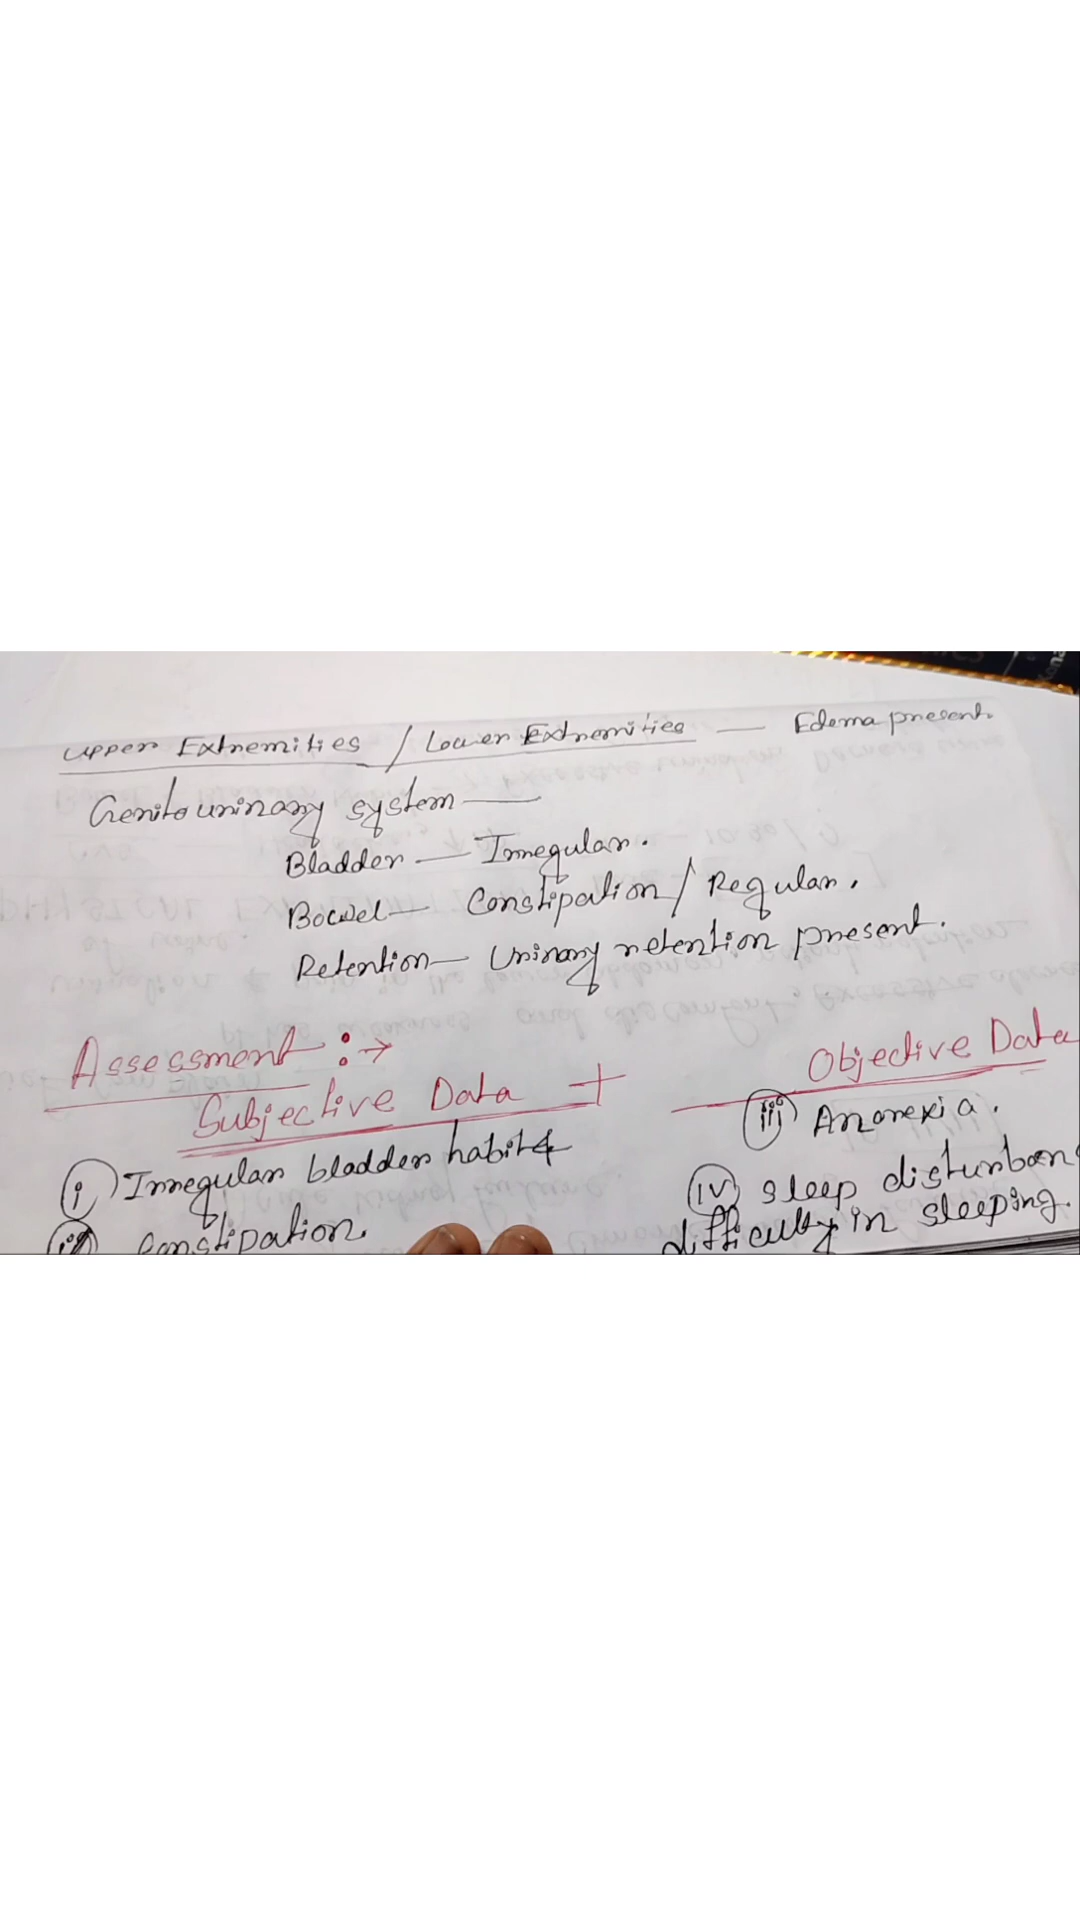 Upper Extremities / Lower Extremities — Edema present.
Genitourinary system —
Bladder — Irregular.
Bowel — Constipation / Regular.
Retention — Urinary retention present.
Assessment :→
Subjective Data + Objective Data
(i) Irregular bladder habit &
(ii) Constipation.
(iii) Anorexia.
(iv) sleep disturban
difficulty in sleeping.